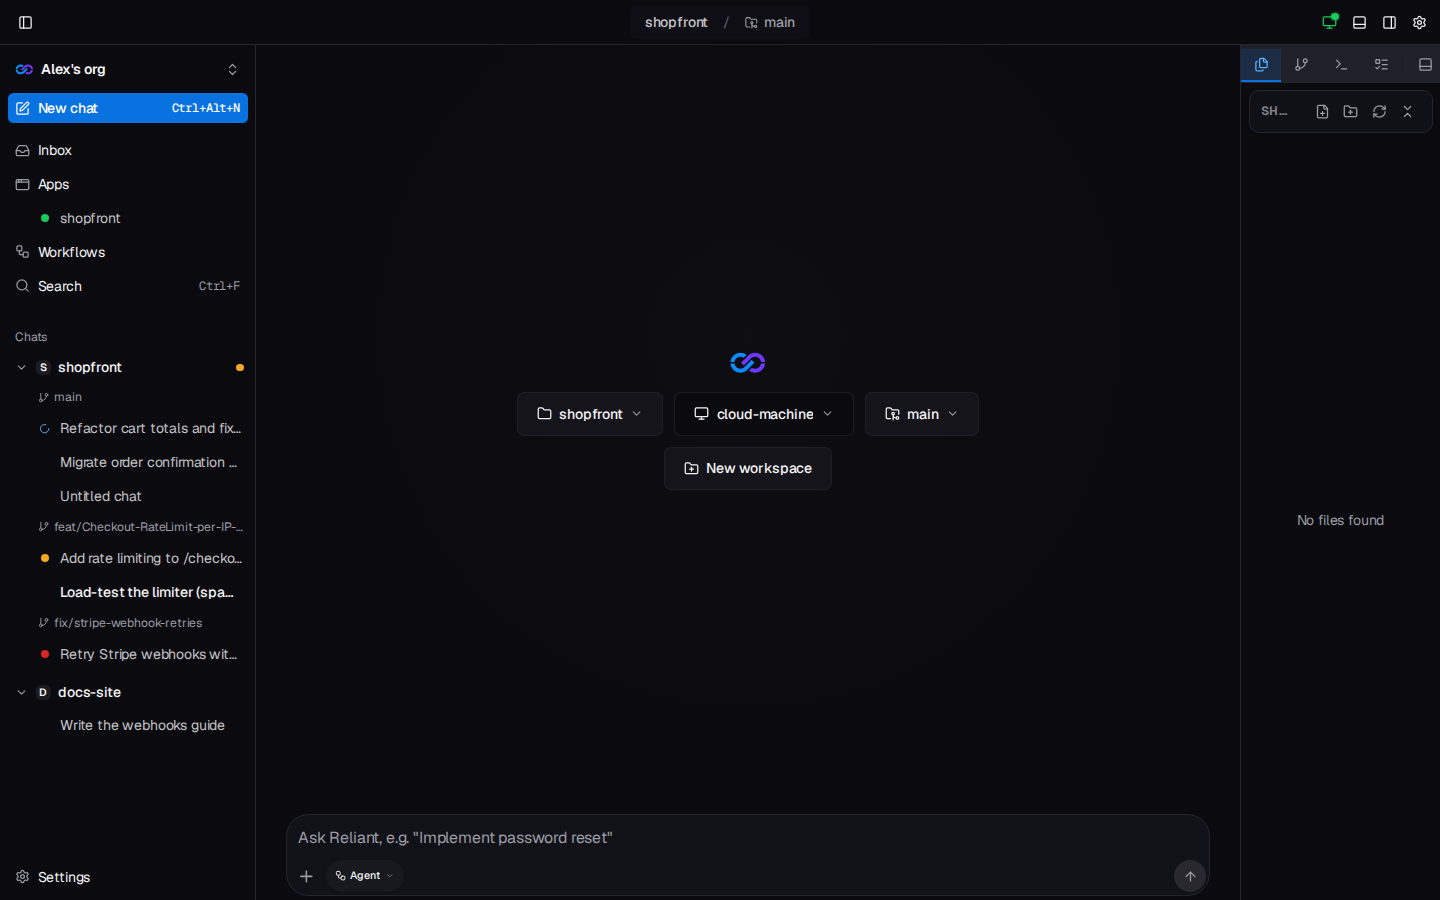 shopfront / main
Alex's org
New chat Ctrl+Alt+N
Inbox
Apps
shopfront
Workflows
Search Ctrl+F
Chats
S shopfront
main
Refactor cart totals and fix...
Migrate order confirmation ...
Untitled chat
feat/Checkout-RateLimit-per-IP-...
Add rate limiting to /checko...
Load-test the limiter (spa...
fix/stripe-webhook-retries
Retry Stripe webhooks wit...
D docs-site
Write the webhooks guide
Settings
shopfront
cloud-machine
main
New workspace
Ask Reliant, e.g. "Implement password reset"
Agent
SH...
No files found